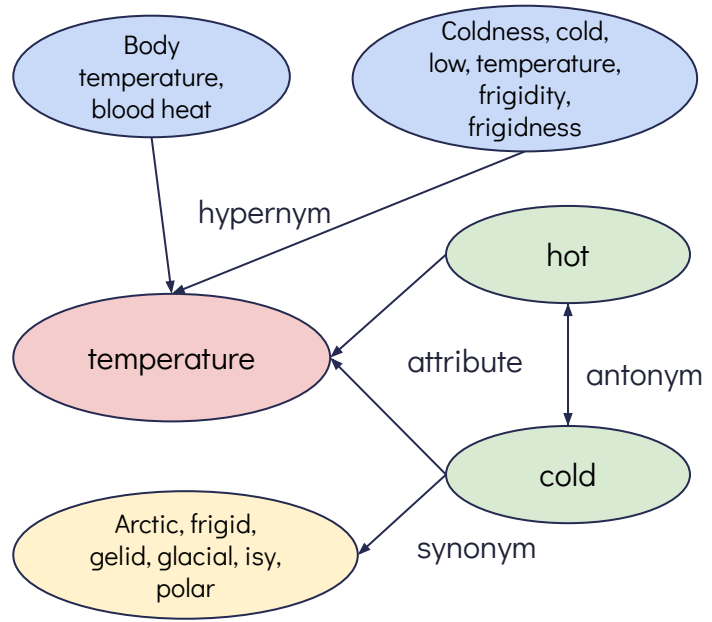 Body
temperature,
blood heat
Coldness, cold,
low, temperature,
frigidity,
frigidness
hypernym
hot
temperature
attribute
antonym
cold
Arctic, frigid,
gelid, glacial, isy,
polar
synonym